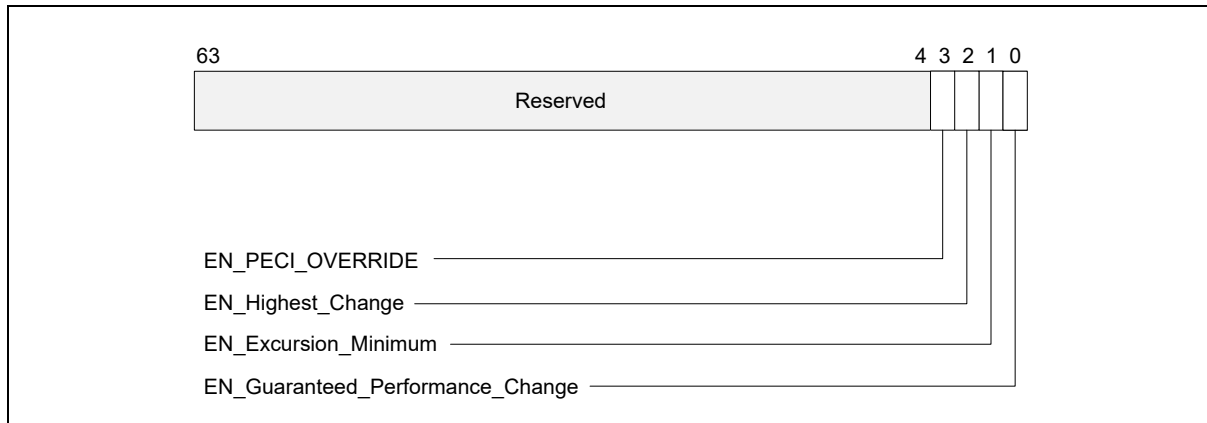 63 4 3 2 1 0
Reserved
EN_PECI_OVERRIDE
EN_Highest_Change
EN_Excursion_Minimum
EN_Guaranteed_Performance_Change